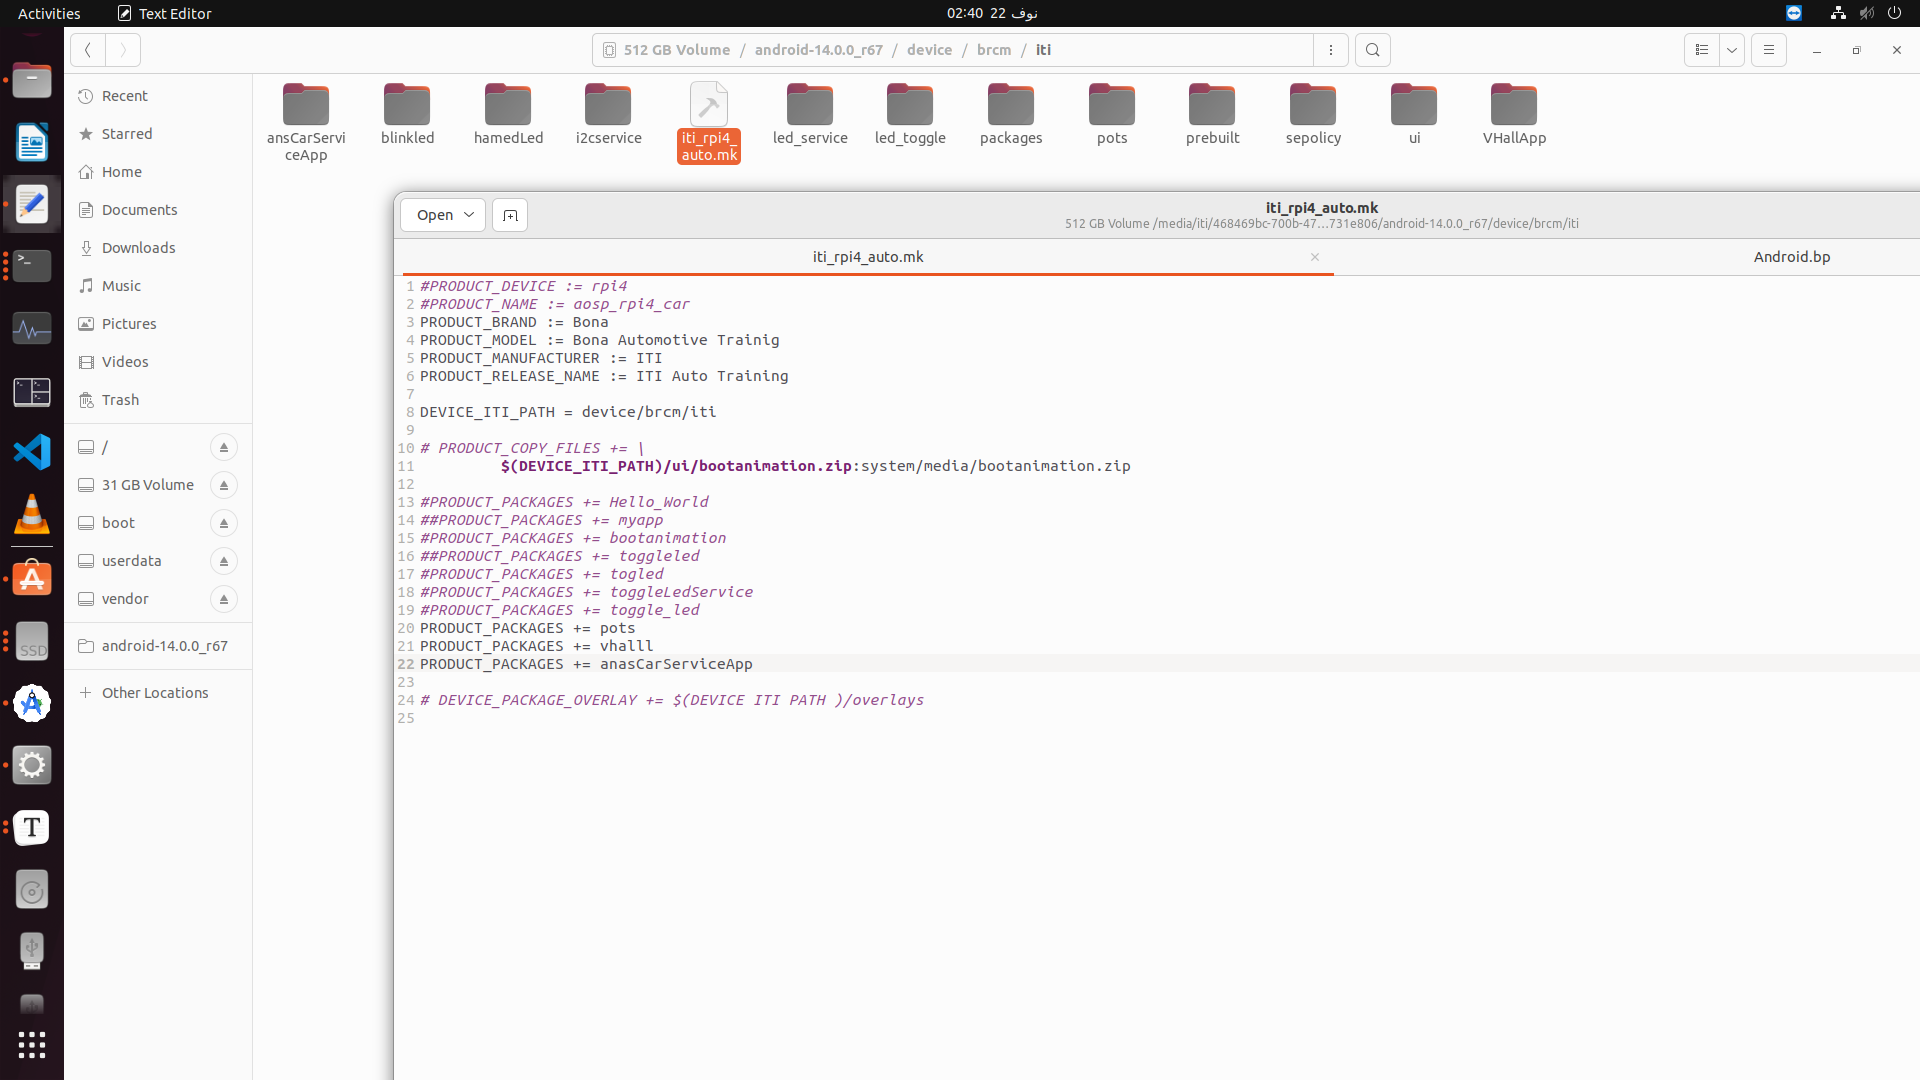 Activities
Text Editor
02:40 22 نوف
512 GB Volume / android-14.0.0_r67 / device / brcm / iti
Recent
Starred
Home
Documents
Downloads
Music
Pictures
Videos
Trash
/
31 GB Volume
boot
userdata
vendor
android-14.0.0_r67
Other Locations
ansCarServi
ceApp
blinkled
hamedLed
i2cservice
iti_rpi4_
auto.mk
led_service
led_toggle
packages
pots
prebuilt
sepolicy
ui
VHallApp
SSD
T
Open
iti_rpi4_auto.mk
512 GB Volume /media/iti/468469bc-700b-47…731e806/android-14.0.0_r67/device/brcm/iti
iti_rpi4_auto.mk
Android.bp
1 #PRODUCT_DEVICE := rpi4
2 #PRODUCT_NAME := aosp_rpi4_car
3 PRODUCT_BRAND := Bona
4 PRODUCT_MODEL := Bona Automotive Trainig
5 PRODUCT_MANUFACTURER := ITI
6 PRODUCT_RELEASE_NAME := ITI Auto Training
7
8 DEVICE_ITI_PATH = device/brcm/iti
9
10 # PRODUCT_COPY_FILES += \
11 $(DEVICE_ITI_PATH)/ui/bootanimation.zip:system/media/bootanimation.zip
12
13 #PRODUCT_PACKAGES += Hello_World
14 ##PRODUCT_PACKAGES += myapp
15 #PRODUCT_PACKAGES += bootanimation
16 ##PRODUCT_PACKAGES += toggleled
17 #PRODUCT_PACKAGES += togled
18 #PRODUCT_PACKAGES += toggleLedService
19 #PRODUCT_PACKAGES += toggle_led
20 PRODUCT_PACKAGES += pots
21 PRODUCT_PACKAGES += vhalll
22 PRODUCT_PACKAGES += anasCarServiceApp
23
24 # DEVICE_PACKAGE_OVERLAY += $(DEVICE ITI PATH )/overlays
25